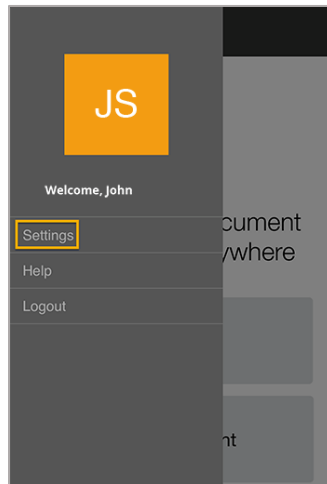 JS
Welcome, John
Settings
Help
Logout
cument
ywhere
nt